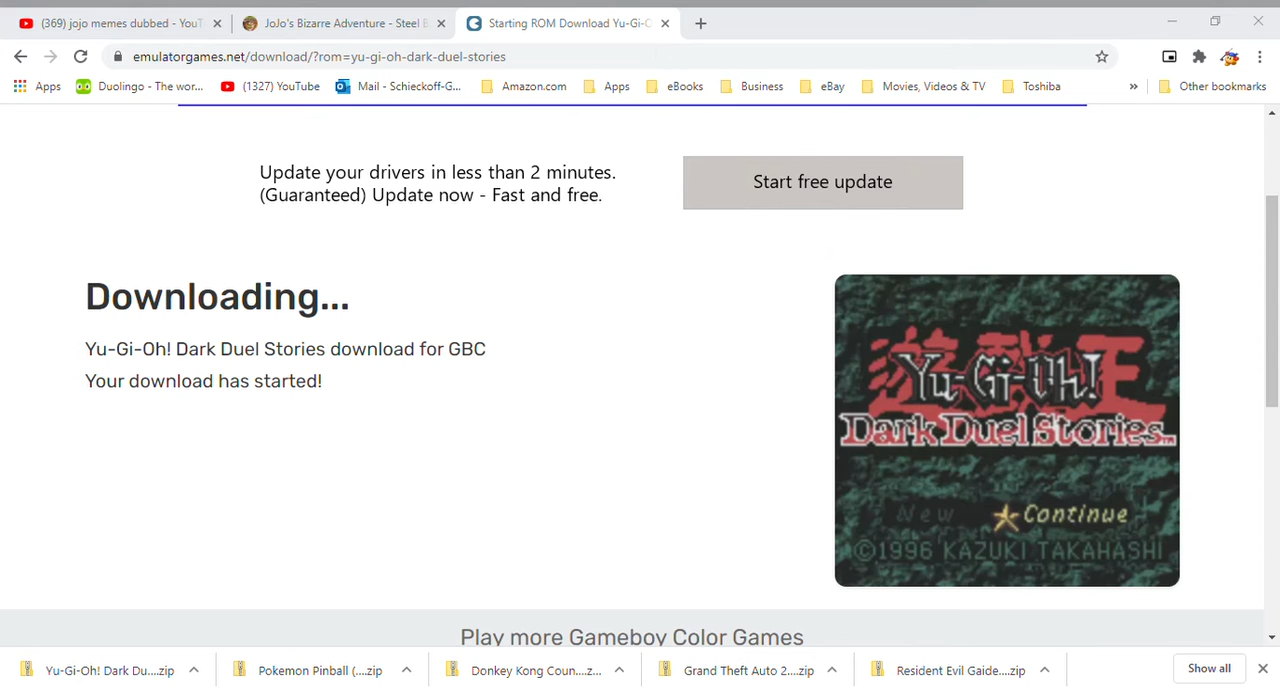 (369) jojo memes dubbed - YouT
JoJo's Bizarre Adventure - Steel B
Starting ROM Download Yu-Gi-O
emulatorgames.net/download/?rom=yu-gi-oh-dark-duel-stories
Apps
Duolingo - The wor...
(1327) YouTube
Mail - Schieckoff-G...
Amazon.com
Apps
eBooks
Business
eBay
Movies, Videos & TV
Toshiba
»
Other bookmarks
Update your drivers in less than 2 minutes.
(Guaranteed) Update now - Fast and free.
Start free update
Downloading...
Yu-Gi-Oh! Dark Duel Stories download for GBC
Your download has started!
遊戯王
Yu-Gi-Oh!
Dark Duel Stories™
New Continue
©1996 KAZUKI TAKAHASHI
Play more Gameboy Color Games
Yu-Gi-Oh! Dark Du....zip
Pokemon Pinball (....zip
Donkey Kong Coun....z...
Grand Theft Auto 2....zip
Resident Evil Gaide....zip
Show all